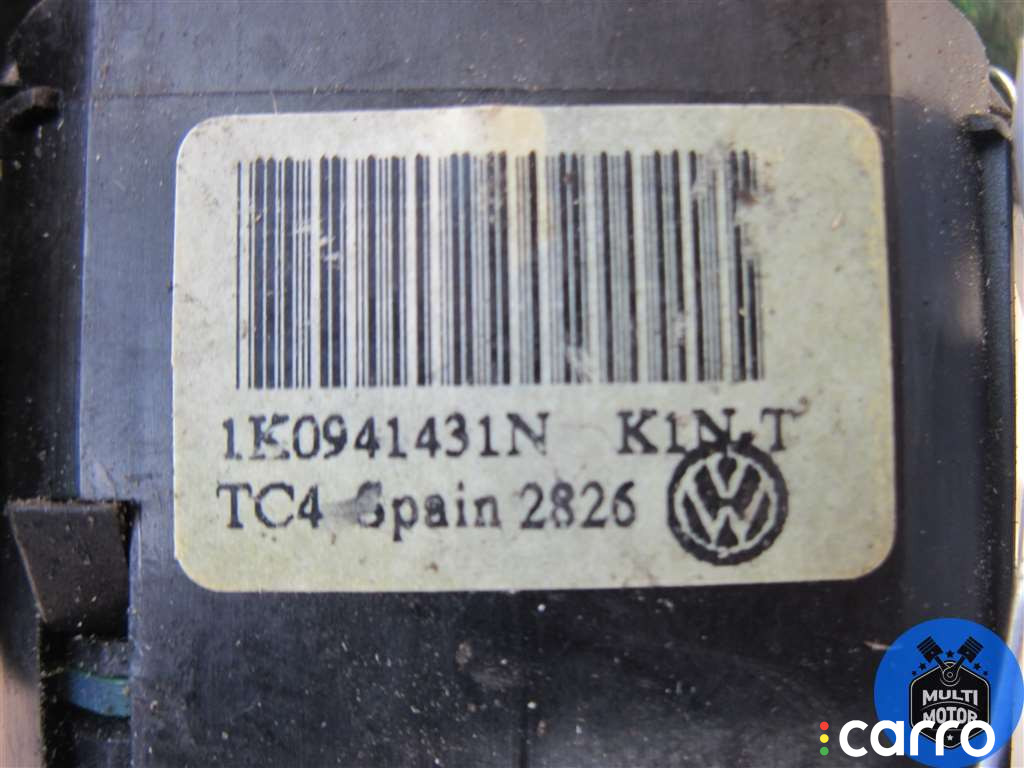 1K0941431N K1N-T
TC4 Spain 2826
MULTI
MOTOR
carro